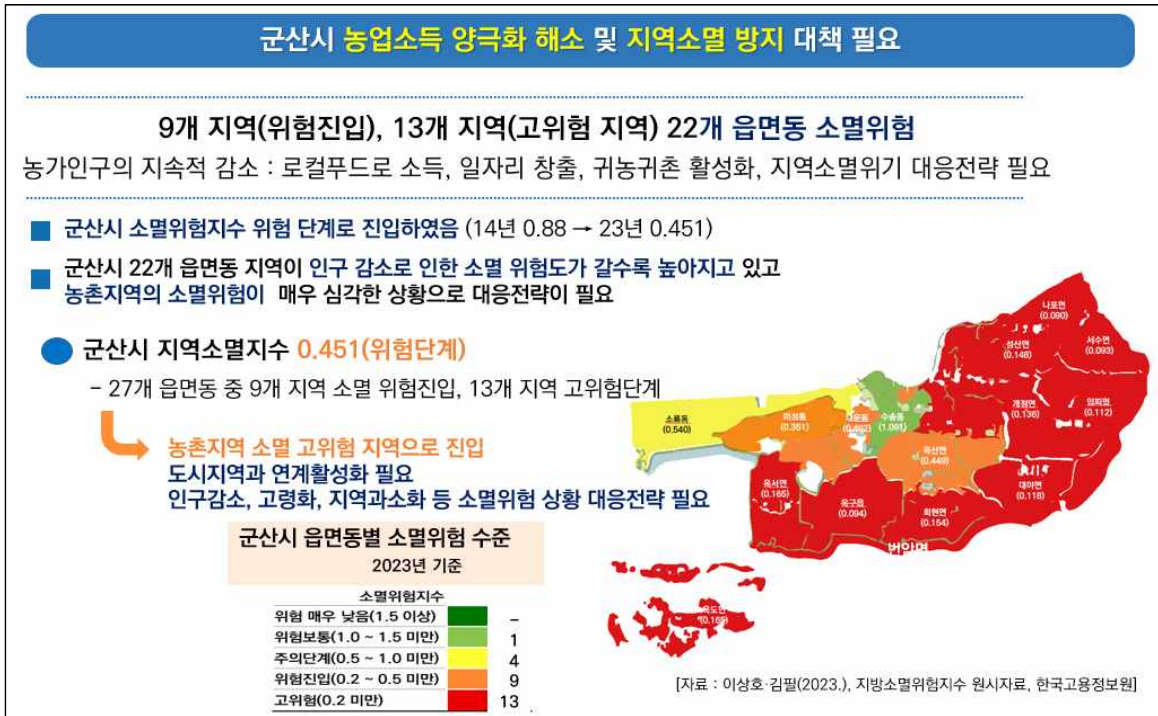 군산시 농업소득 양극화 해소 및 지역소멸 방지 대책 필요
9개 지역(위험진입), 13개 지역(고위험 지역) 22개 읍면동 소멸위험
농가인구의 지속적 감소 : 로컬푸드로 소득, 일자리 창출, 귀농귀촌 활성화, 지역소멸위기 대응전략 필요
군산시 소멸위험지수 위험 단계로 진입하였음 (14년 0.88 → 23년 0.451)
군산시 22개 읍면동 지역이 인구 감소로 인한 소멸 위험도가 갈수록 높아지고 있고
농촌지역의 소멸위험이 매우 심각한 상황으로 대응전략이 필요
군산시 지역소멸지수 0.451(위험단계)
- 27개 읍면동 중 9개 지역 소멸 위험진입, 13개 지역 고위험단계
농촌지역 소멸 고위험 지역으로 진입
도시지역과 연계활성화 필요
인구감소, 고령화, 지역과소화 등 소멸위험 상황 대응전략 필요
나포면
(0.090)
서수면
(0.093)
성산면
(0.148)
개정면
(0.136)
임피면
(0.112)
소룡동
(0.540)
미성동
(0.351)
나운동
수송동
(1.091)
옥산면
(0.449)
대야면
(0.118)
옥서면
(0.165)
옥구읍
(0.094)
회현면
(0.154)
번암면
옥도면
(0.165)
군산시 읍면동별 소멸위험 수준
2023년 기준
소멸위험지수
위험 매우 낮음(1.5 이상) –
위험보통(1.0 ~ 1.5 미만) 1
주의단계(0.5 ~ 1.0 미만) 4
위험진입(0.2 ~ 0.5 미만) 9
고위험(0.2 미만) 13
[자료 : 이상호·김필(2023.), 지방소멸위험지수 원시자료, 한국고용정보원]